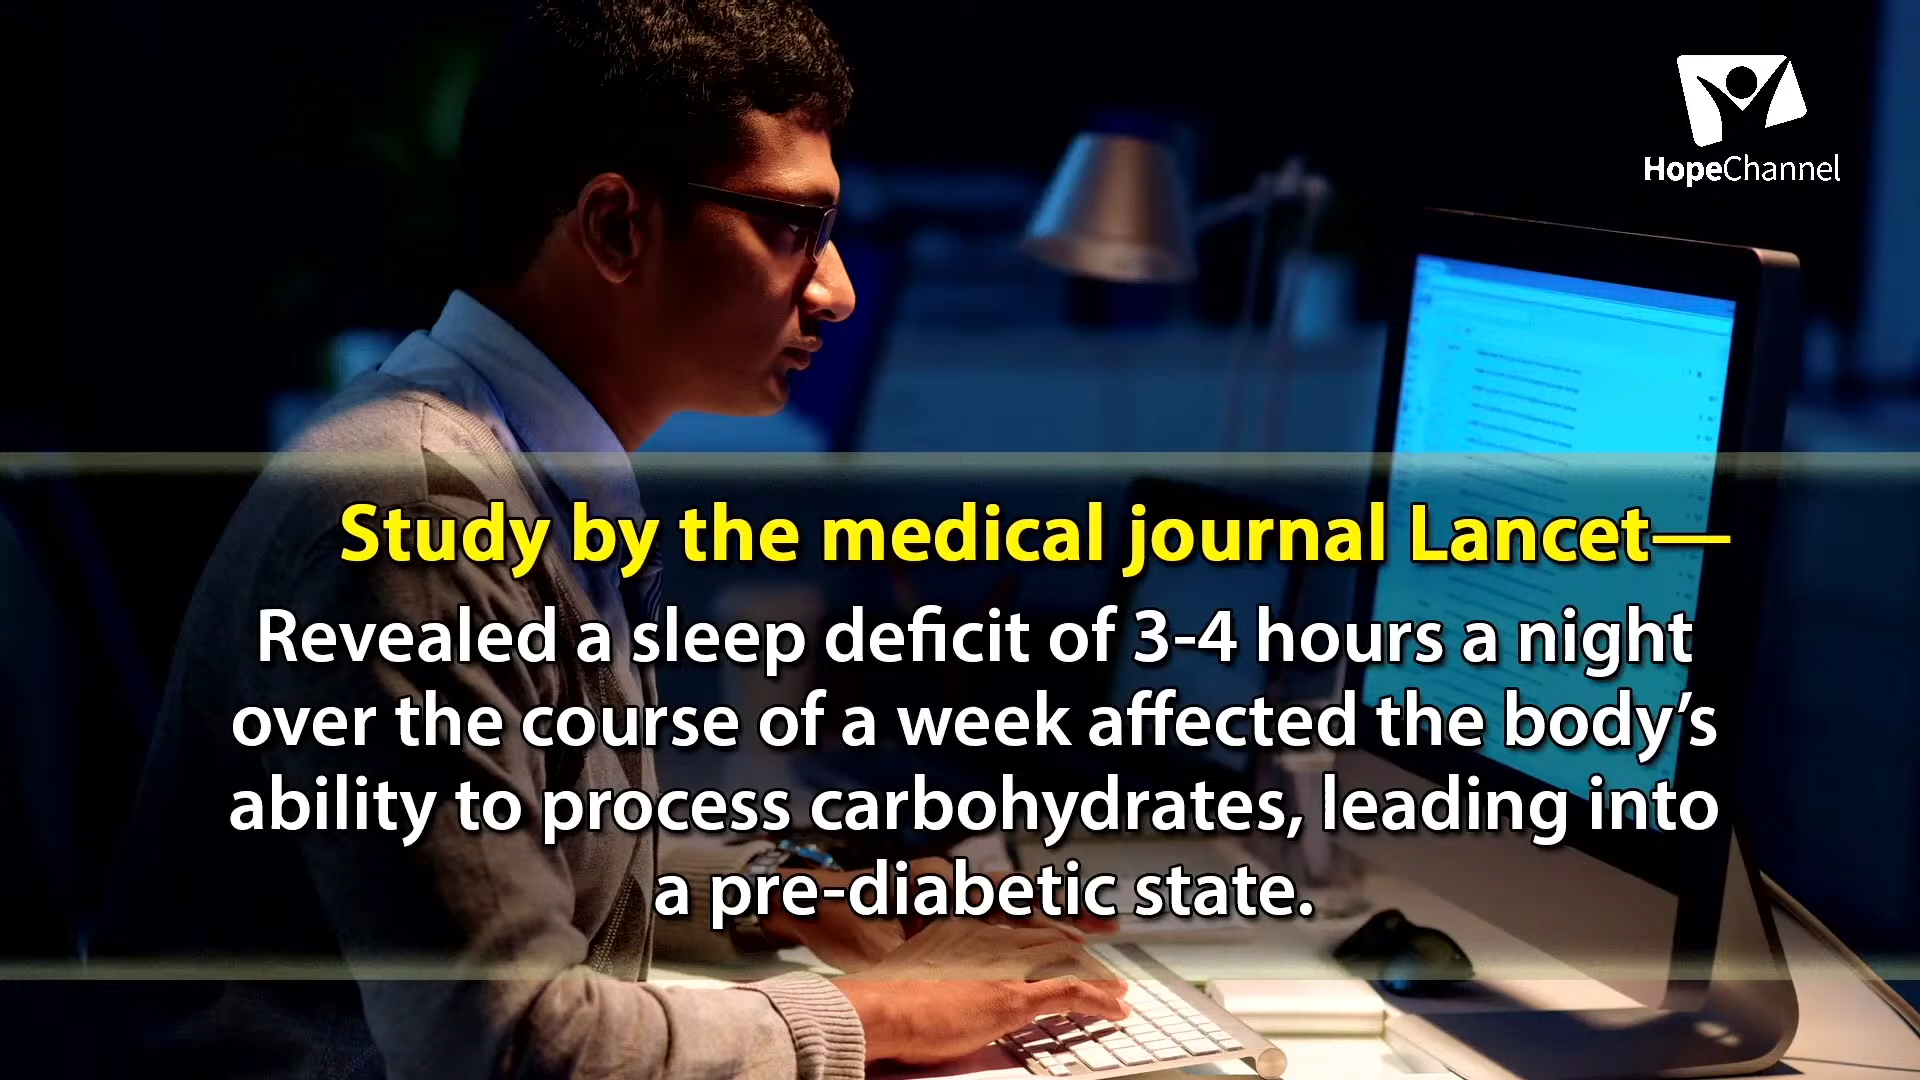 HopeChannel
Study by the medical journal Lancet—
Revealed a sleep deficit of 3-4 hours a night
over the course of a week affected the body’s
ability to process carbohydrates, leading into
a pre-diabetic state.